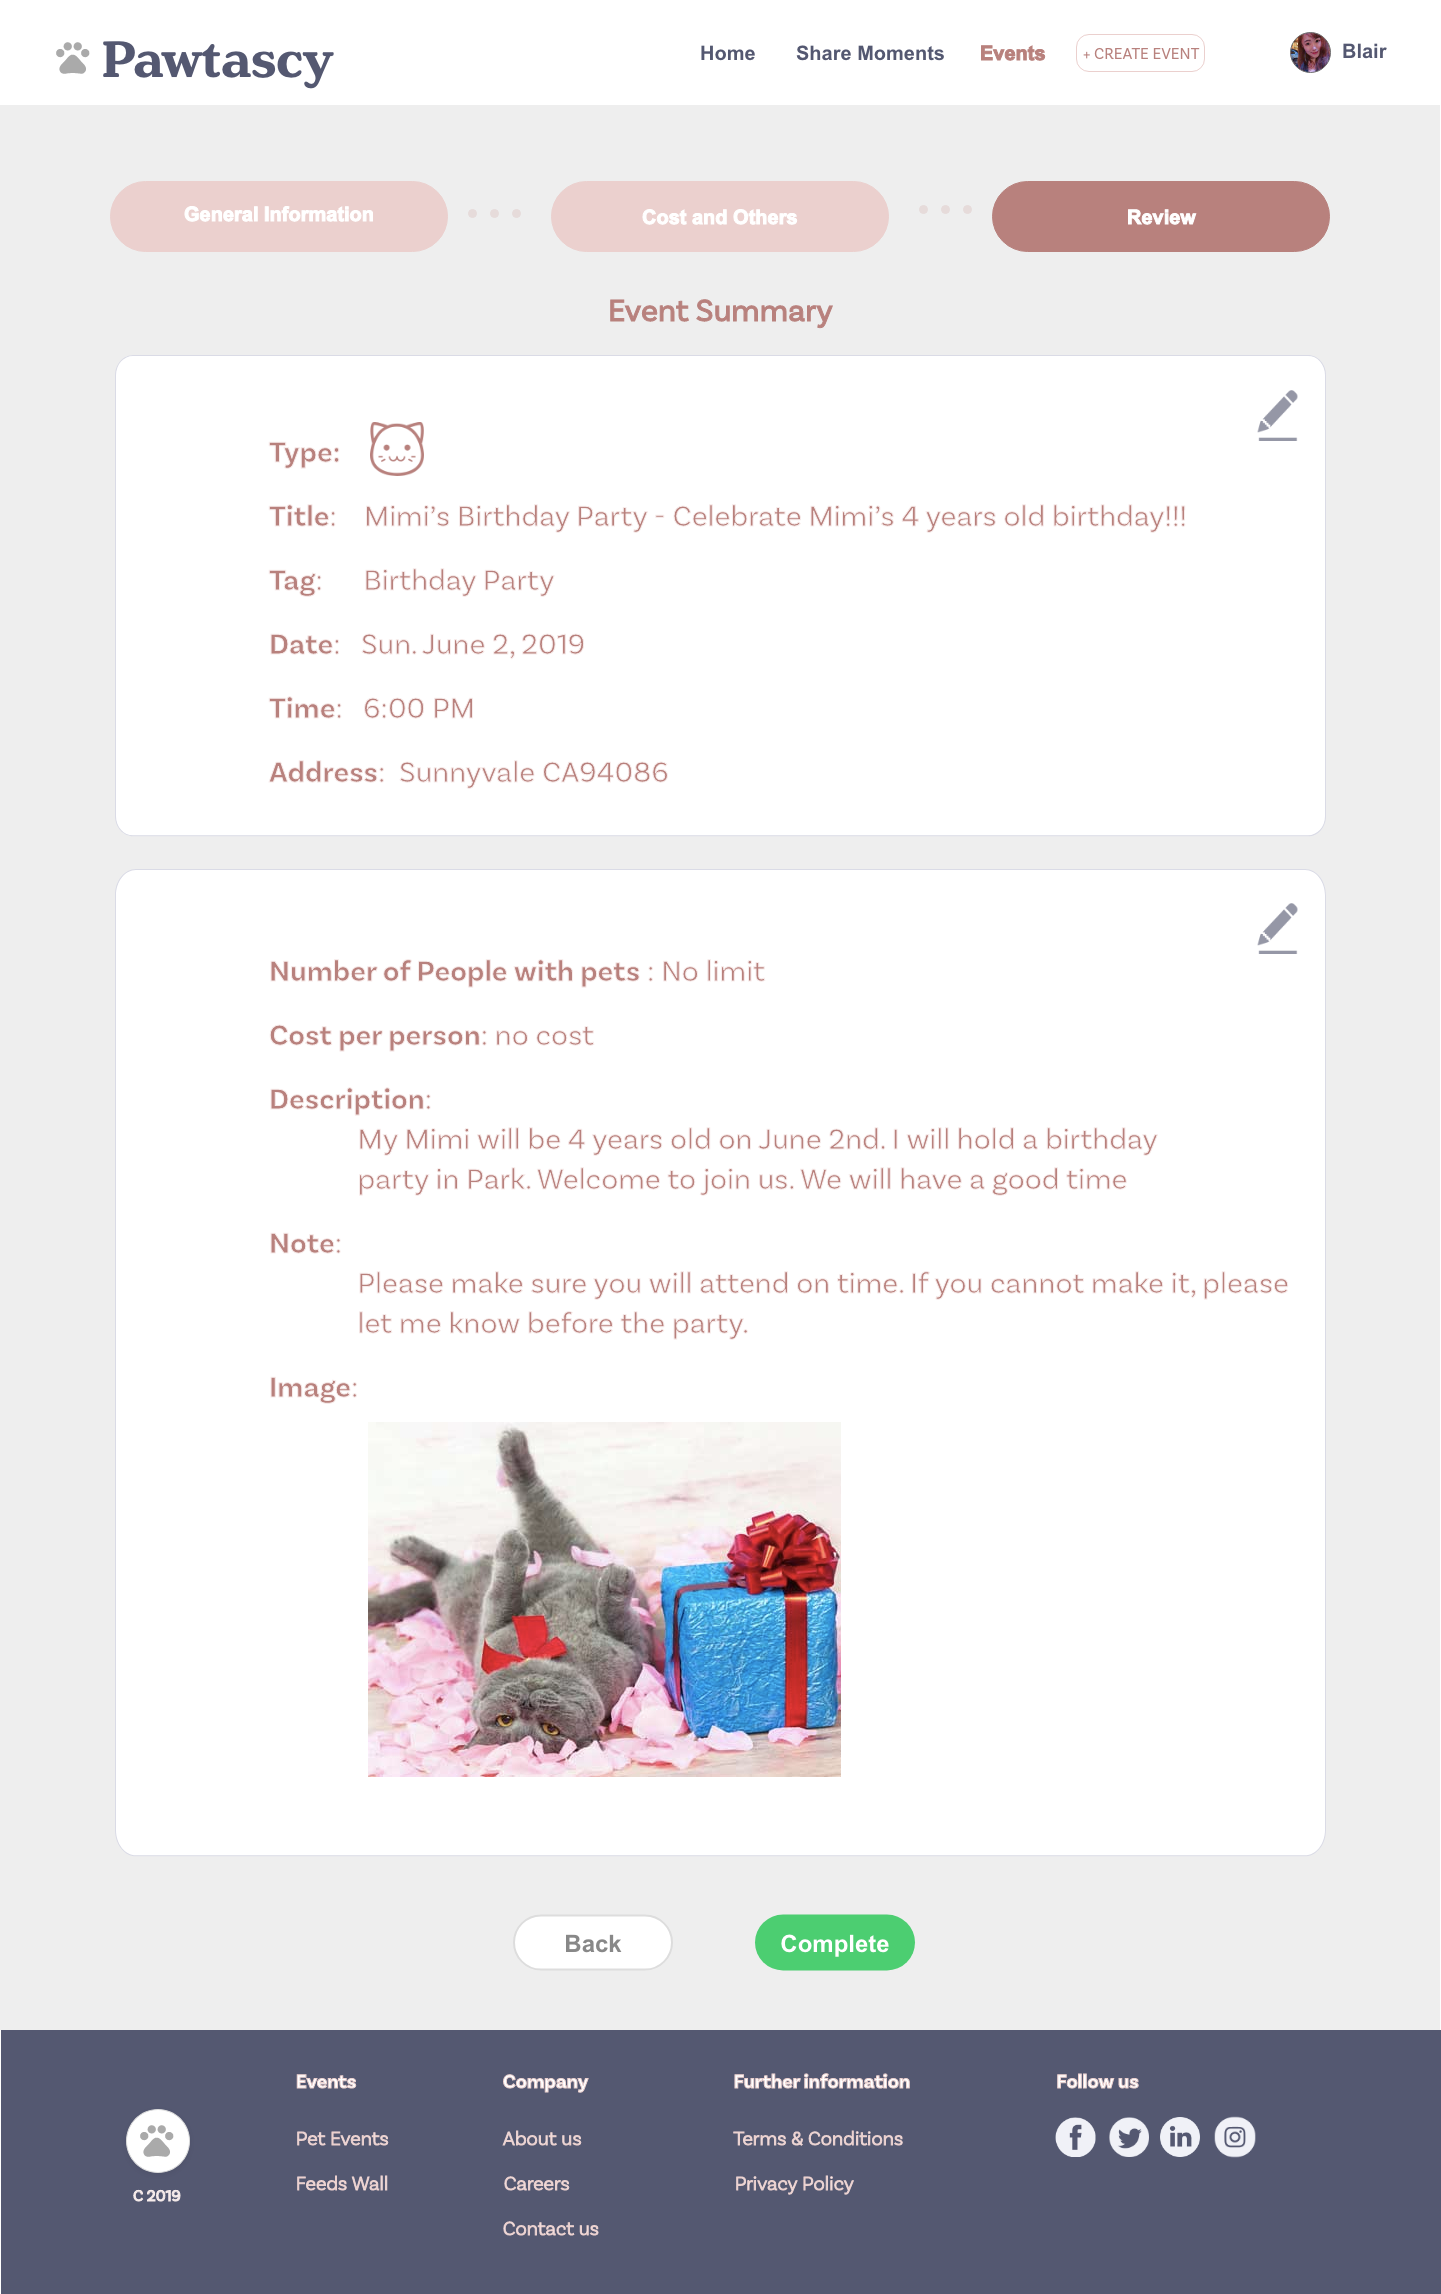 Pawtascy
Home Share Moments Events + CREATE EVENT Blair
General Information Cost and Others Review
Event Summary
Type:
Title: Mimi’s Birthday Party - Celebrate Mimi’s 4 years old birthday!!!
Tag: Birthday Party
Date: Sun. June 2, 2019
Time: 6:00 PM
Address: Sunnyvale CA94086
Number of People with pets : No limit
Cost per person: no cost
Description:
My Mimi will be 4 years old on June 2nd. I will hold a birthday
party in Park. Welcome to join us. We will have a good time
Note:
Please make sure you will attend on time. If you cannot make it, please
let me know before the party.
Image:
Back Complete
Events Company Further information Follow us
Pet Events About us Terms & Conditions
Feeds Wall Careers Privacy Policy
C 2019
Contact us